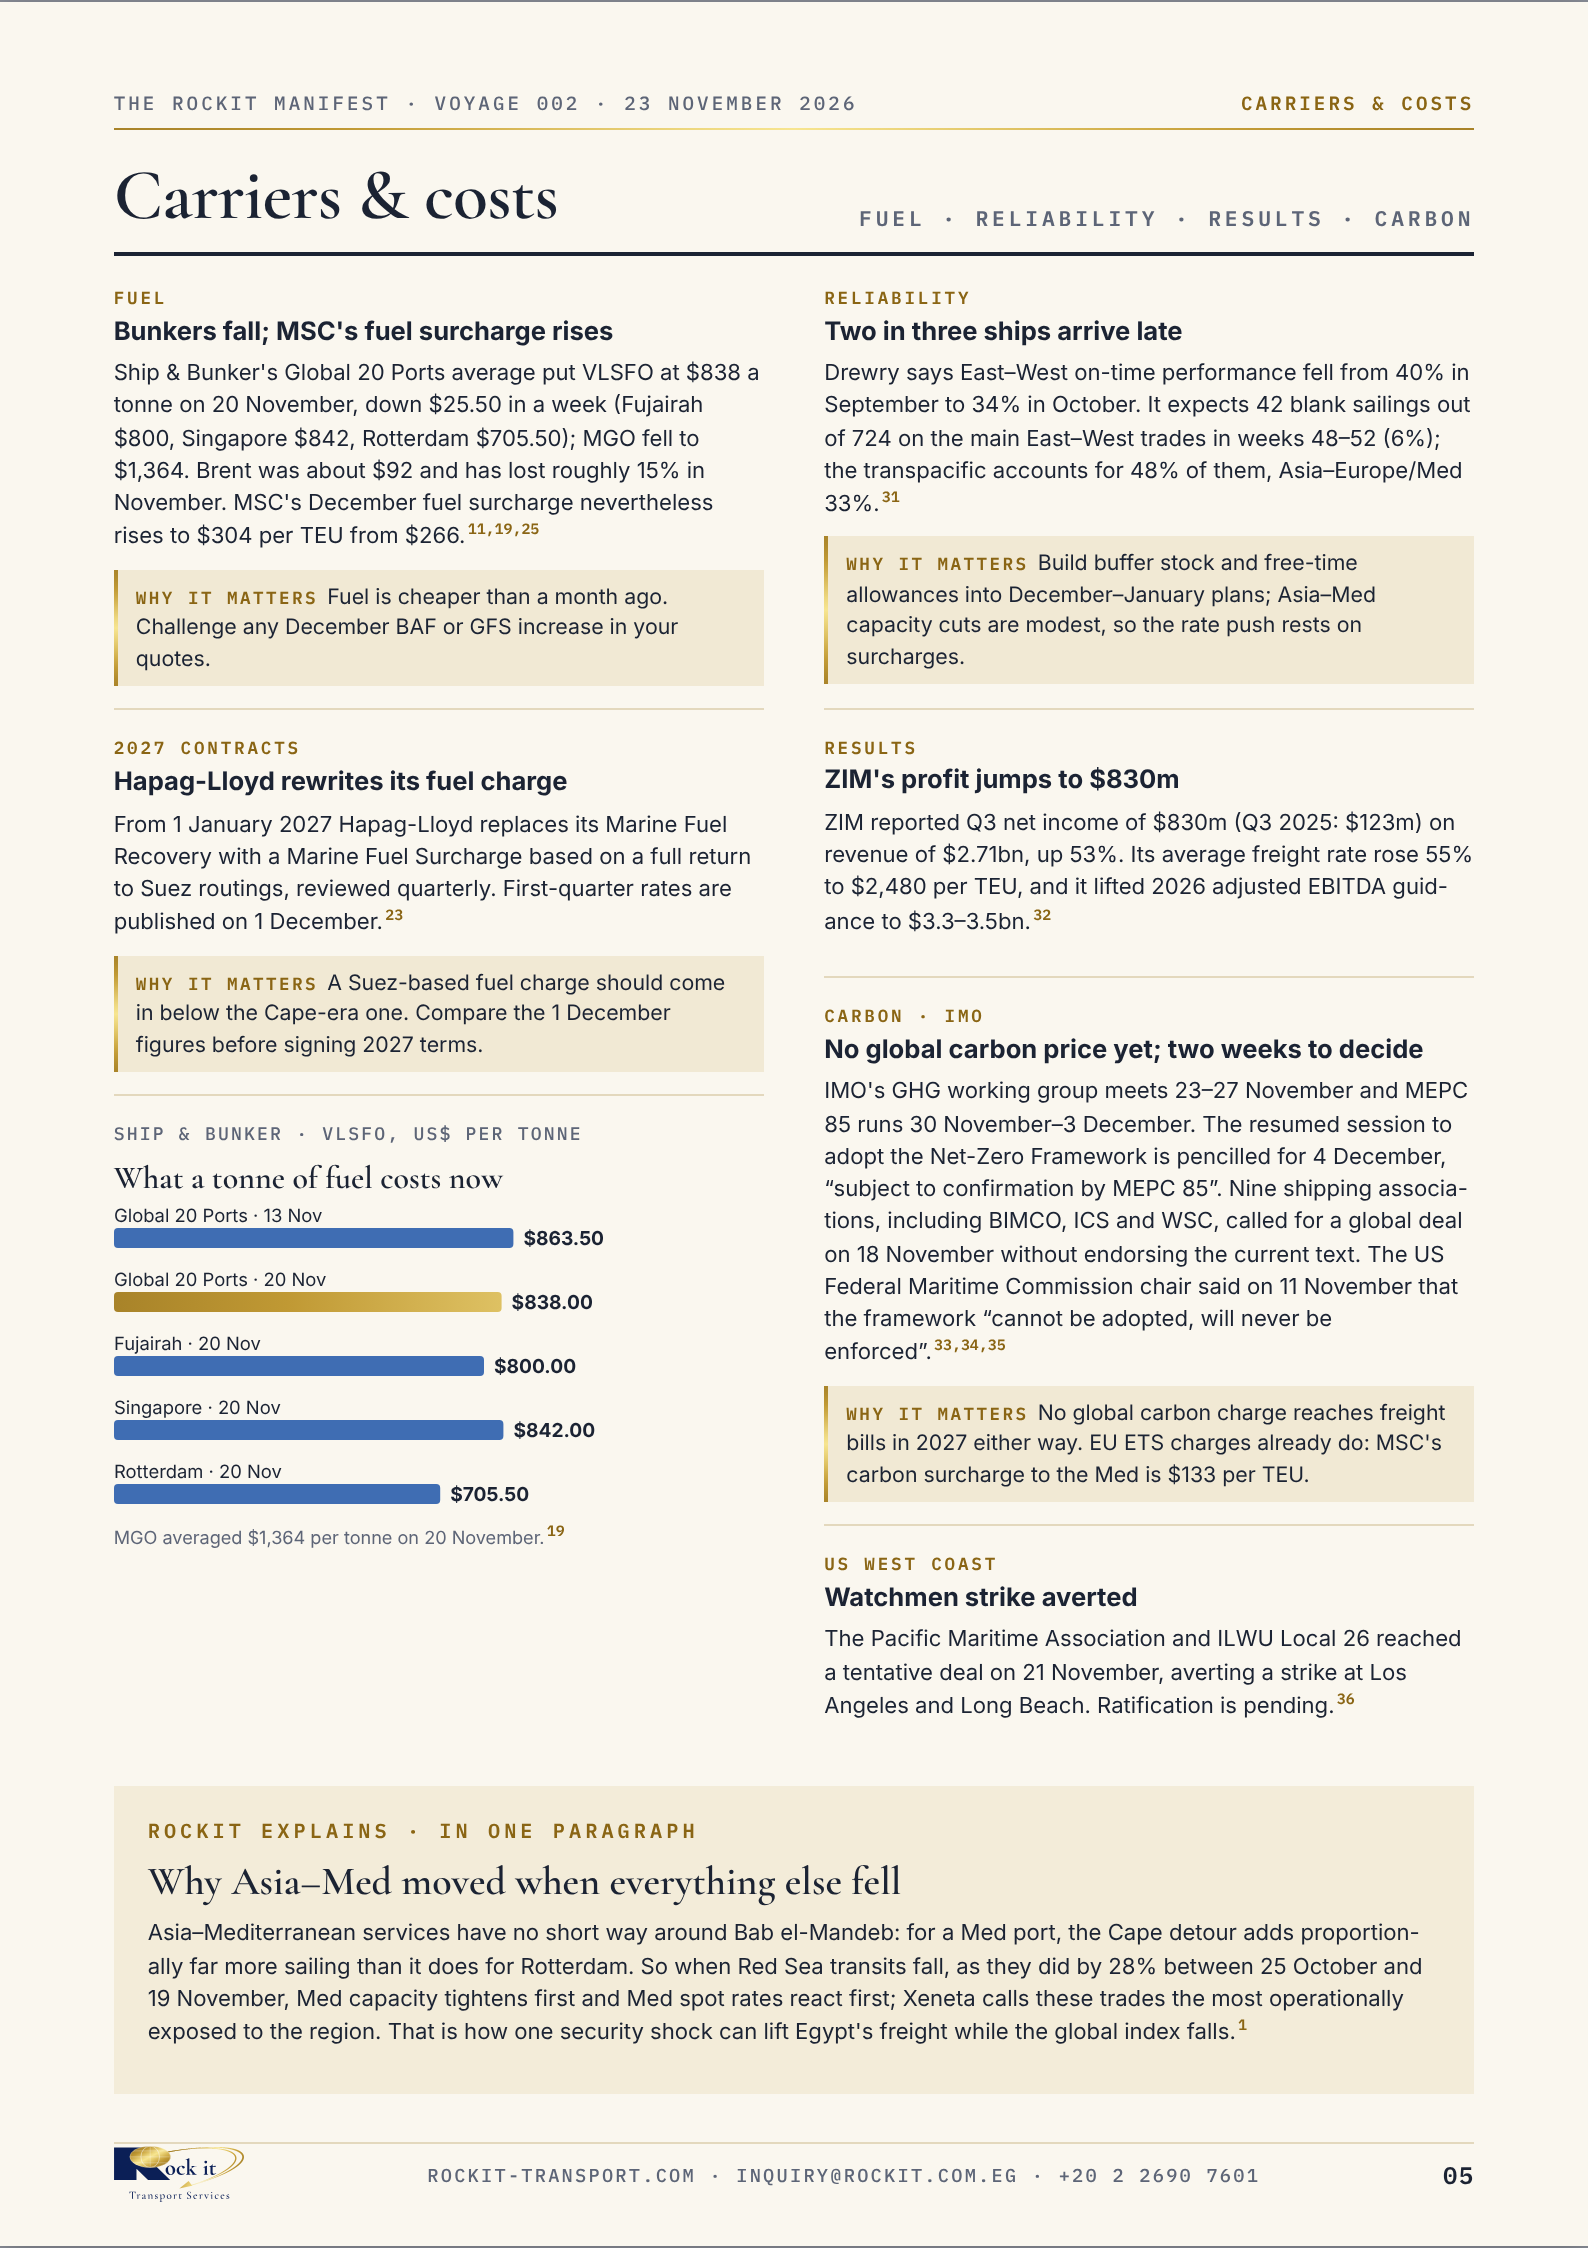 THE ROCKIT MANIFEST · VOYAGE 002 · 23 NOVEMBER 2026
CARRIERS & COSTS
Carriers & costs
FUEL · RELIABILITY · RESULTS · CARBON
FUEL
Bunkers fall; MSC's fuel surcharge rises
Ship & Bunker's Global 20 Ports average put VLSFO at $838 a
tonne on 20 November, down $25.50 in a week (Fujairah
$800, Singapore $842, Rotterdam $705.50); MGO fell to
$1,364. Brent was about $92 and has lost roughly 15% in
November. MSC's December fuel surcharge nevertheless
rises to $304 per TEU from $266.11,19,25
WHY IT MATTERS Fuel is cheaper than a month ago.
Challenge any December BAF or GFS increase in your
quotes.
2027 CONTRACTS
Hapag-Lloyd rewrites its fuel charge
From 1 January 2027 Hapag-Lloyd replaces its Marine Fuel
Recovery with a Marine Fuel Surcharge based on a full return
to Suez routings, reviewed quarterly. First-quarter rates are
published on 1 December.23
WHY IT MATTERS A Suez-based fuel charge should come
in below the Cape-era one. Compare the 1 December
figures before signing 2027 terms.
SHIP & BUNKER · VLSFO, US$ PER TONNE
What a tonne of fuel costs now
Global 20 Ports · 13 Nov
$863.50
Global 20 Ports · 20 Nov
$838.00
Fujairah · 20 Nov
$800.00
Singapore · 20 Nov
$842.00
Rotterdam · 20 Nov
$705.50
MGO averaged $1,364 per tonne on 20 November.19
RELIABILITY
Two in three ships arrive late
Drewry says East–West on-time performance fell from 40% in
September to 34% in October. It expects 42 blank sailings out
of 724 on the main East–West trades in weeks 48–52 (6%);
the transpacific accounts for 48% of them, Asia–Europe/Med
33%.31
WHY IT MATTERS Build buffer stock and free-time
allowances into December–January plans; Asia–Med
capacity cuts are modest, so the rate push rests on
surcharges.
RESULTS
ZIM's profit jumps to $830m
ZIM reported Q3 net income of $830m (Q3 2025: $123m) on
revenue of $2.71bn, up 53%. Its average freight rate rose 55%
to $2,480 per TEU, and it lifted 2026 adjusted EBITDA guid-
ance to $3.3–3.5bn.32
CARBON · IMO
No global carbon price yet; two weeks to decide
IMO's GHG working group meets 23–27 November and MEPC
85 runs 30 November–3 December. The resumed session to
adopt the Net-Zero Framework is pencilled for 4 December,
“subject to confirmation by MEPC 85”. Nine shipping associa-
tions, including BIMCO, ICS and WSC, called for a global deal
on 18 November without endorsing the current text. The US
Federal Maritime Commission chair said on 11 November that
the framework “cannot be adopted, will never be
enforced”.33,34,35
WHY IT MATTERS No global carbon charge reaches freight
bills in 2027 either way. EU ETS charges already do: MSC's
carbon surcharge to the Med is $133 per TEU.
US WEST COAST
Watchmen strike averted
The Pacific Maritime Association and ILWU Local 26 reached
a tentative deal on 21 November, averting a strike at Los
Angeles and Long Beach. Ratification is pending.36
ROCKIT EXPLAINS · IN ONE PARAGRAPH
Why Asia–Med moved when everything else fell
Asia–Mediterranean services have no short way around Bab el-Mandeb: for a Med port, the Cape detour adds proportion-
ally far more sailing than it does for Rotterdam. So when Red Sea transits fall, as they did by 28% between 25 October and
19 November, Med capacity tightens first and Med spot rates react first; Xeneta calls these trades the most operationally
exposed to the region. That is how one security shock can lift Egypt's freight while the global index falls.1
Rock it
Transport Services
ROCKIT-TRANSPORT.COM · INQUIRY@ROCKIT.COM.EG · +20 2 2690 7601
05